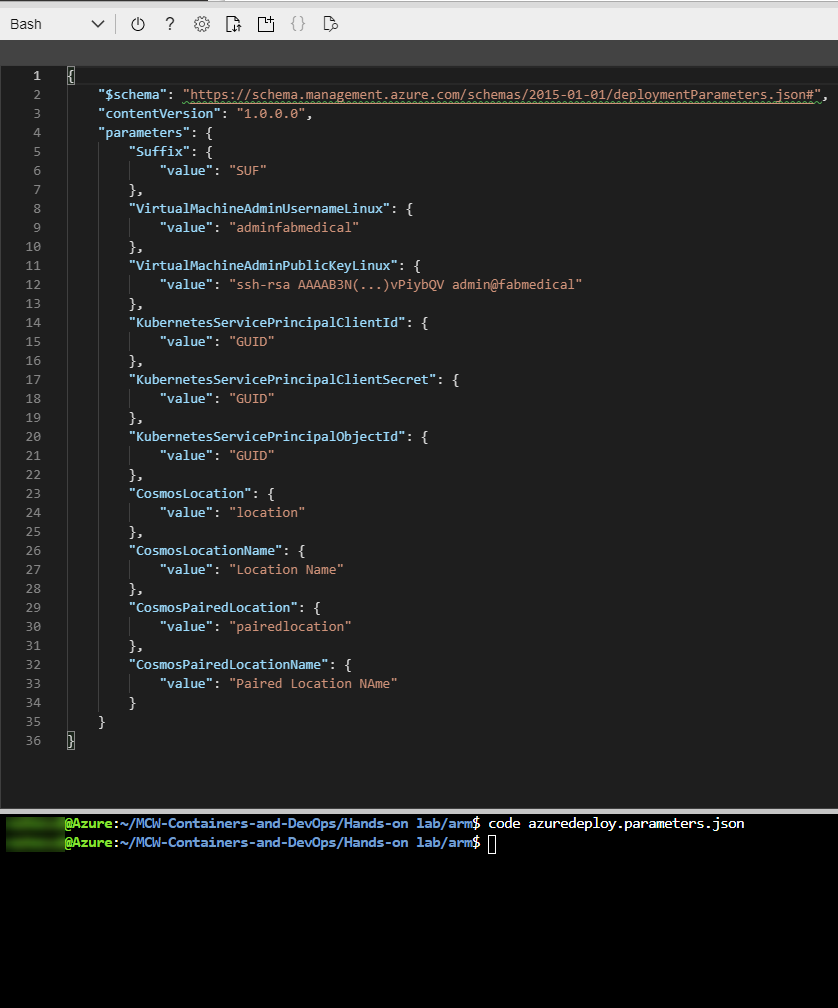 Bash
1 {
2 "$schema": "https://schema.management.azure.com/schemas/2015-01-01/deploymentParameters.json#",
3 "contentVersion": "1.0.0.0",
4 "parameters": {
5 "Suffix": {
6 "value": "SUF"
7 },
8 "VirtualMachineAdminUsernameLinux": {
9 "value": "adminfabmedical"
10 },
11 "VirtualMachineAdminPublicKeyLinux": {
12 "value": "ssh-rsa AAAAB3N(...)vPiybQV admin@fabmedical"
13 },
14 "KubernetesServicePrincipalClientId": {
15 "value": "GUID"
16 },
17 "KubernetesServicePrincipalClientSecret": {
18 "value": "GUID"
19 },
20 "KubernetesServicePrincipalObjectId": {
21 "value": "GUID"
22 },
23 "CosmosLocation": {
24 "value": "location"
25 },
26 "CosmosLocationName": {
27 "value": "Location Name"
28 },
29 "CosmosPairedLocation": {
30 "value": "pairedlocation"
31 },
32 "CosmosPairedLocationName": {
33 "value": "Paired Location NAme"
34 }
35 }
36 }
@Azure:~/MCW-Containers-and-DevOps/Hands-on lab/arm$ code azuredeploy.parameters.json
@Azure:~/MCW-Containers-and-DevOps/Hands-on lab/arm$